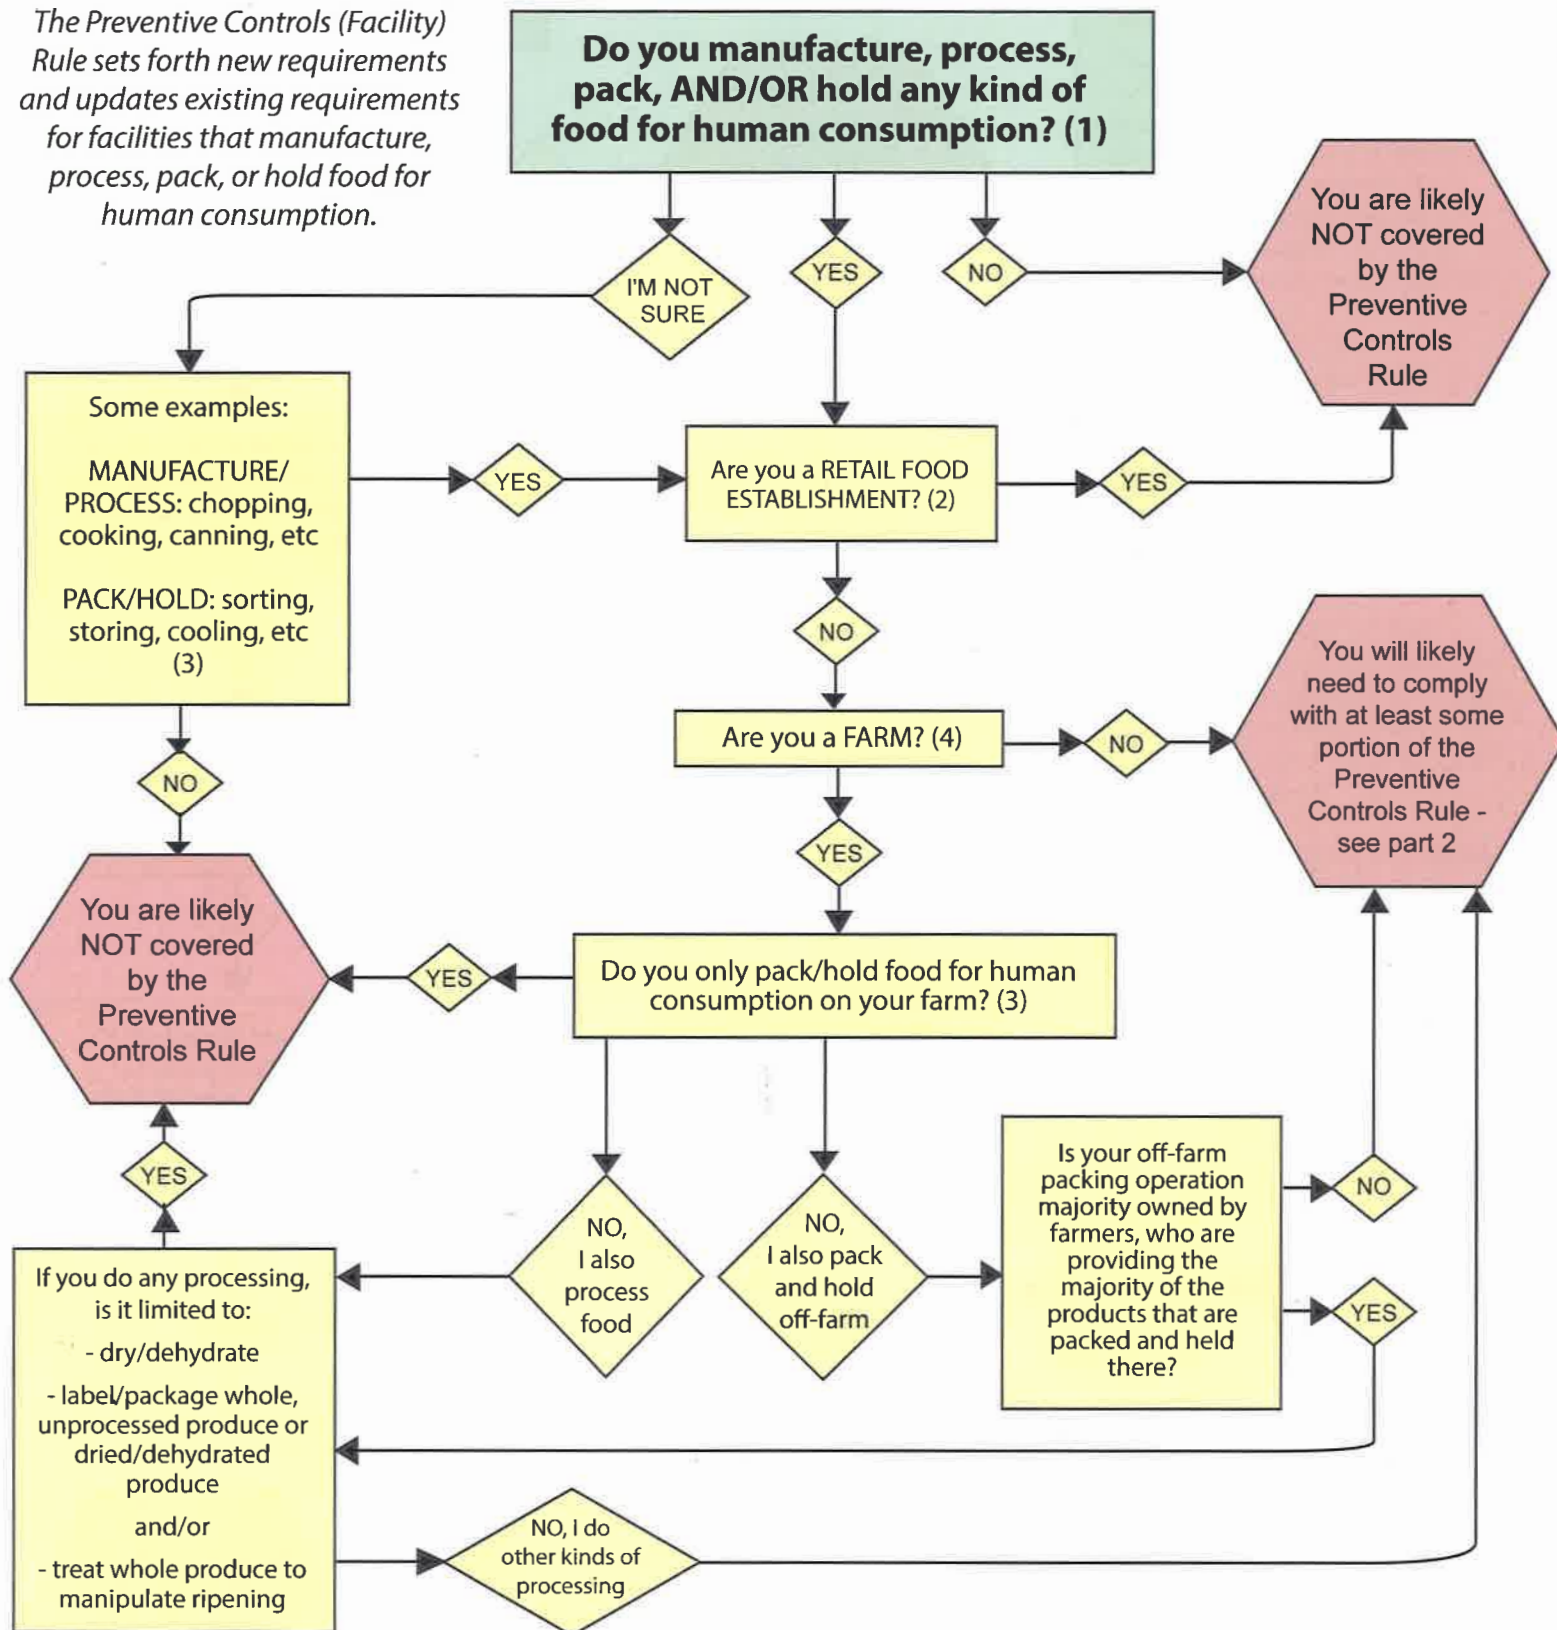 The Preventive Controls (Facility)
Rule sets forth new requirements
and updates existing requirements
for facilities that manufacture,
process, pack, or hold food for
human consumption.
Do you manufacture, process,
pack, AND/OR hold any kind of
food for human consumption? (1)
I'M NOT
SURE
YES
NO
You are likely
NOT covered
by the
Preventive
Controls
Rule
Some examples:
MANUFACTURE/
PROCESS: chopping,
cooking, canning, etc
PACK/HOLD: sorting,
storing, cooling, etc
(3)
YES
Are you a RETAIL FOOD
ESTABLISHMENT? (2)
YES
NO
NO
Are you a FARM? (4)
NO
You will likely
need to comply
with at least some
portion of the
Preventive
Controls Rule -
see part 2
YES
You are likely
NOT covered
by the
Preventive
Controls Rule
YES
Do you only pack/hold food for human
consumption on your farm? (3)
YES
NO,
I also
process
food
NO,
I also pack
and hold
off-farm
Is your off-farm
packing operation
majority owned by
farmers, who are
providing the
majority of the
products that are
packed and held
there?
NO
YES
If you do any processing,
is it limited to:
- dry/dehydrate
- label/package whole,
unprocessed produce or
dried/dehydrated
produce
and/or
- treat whole produce to
manipulate ripening
NO, I do
other kinds of
processing